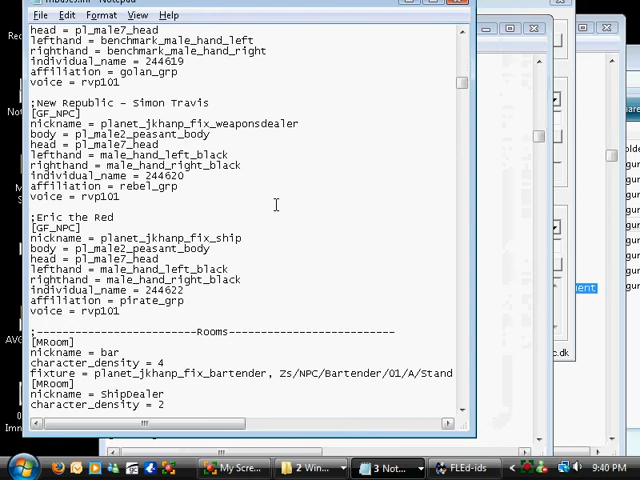 File Edit Format View Help
head = pl_male7_head
lefthand = benchmark_male_hand_left
righthand = benchmark_male_hand_right
individual_name = 244619
affiliation = golan_grp
voice = rvp101
;New Republic - Simon Travis
[GF_NPC]
nickname = planet_jkhanp_fix_weaponsdealer
body = pl_male2_peasant_body
head = pl_male7_head
lefthand = male_hand_left_black
righthand = male_hand_right_black
individual_name = 244620
affiliation = rebel_grp
voice = rvp101
;Eric the Red
[GF_NPC]
nickname = planet_jkhanp_fix_ship
body = pl_male2_peasant_body
head = pl_male7_head
lefthand = male_hand_left_black
righthand = male_hand_right_black
individual_name = 244622
affiliation = pirate_grp
voice = rvp101
;------------------------Rooms-------------------------
[MRoom]
nickname = bar
character_density = 4
fixture = planet_jkhanp_fix_bartender, Zs/NPC/Bartender/01/A/Stand
[MRoom]
nickname = ShipDealer
character_density = 2
My Scre... 2 Win... 3 Not... FLEd-ids 9:40 PM